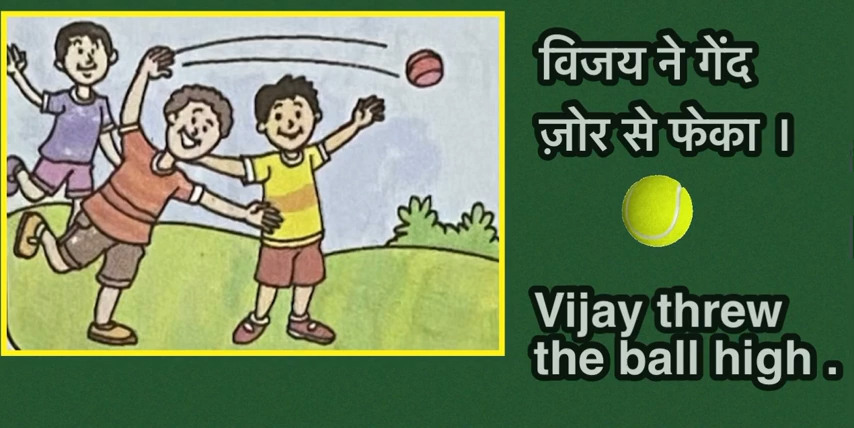 विजय ने गेंद
ज़ोर से फेका ।
Vijay threw
the ball high .